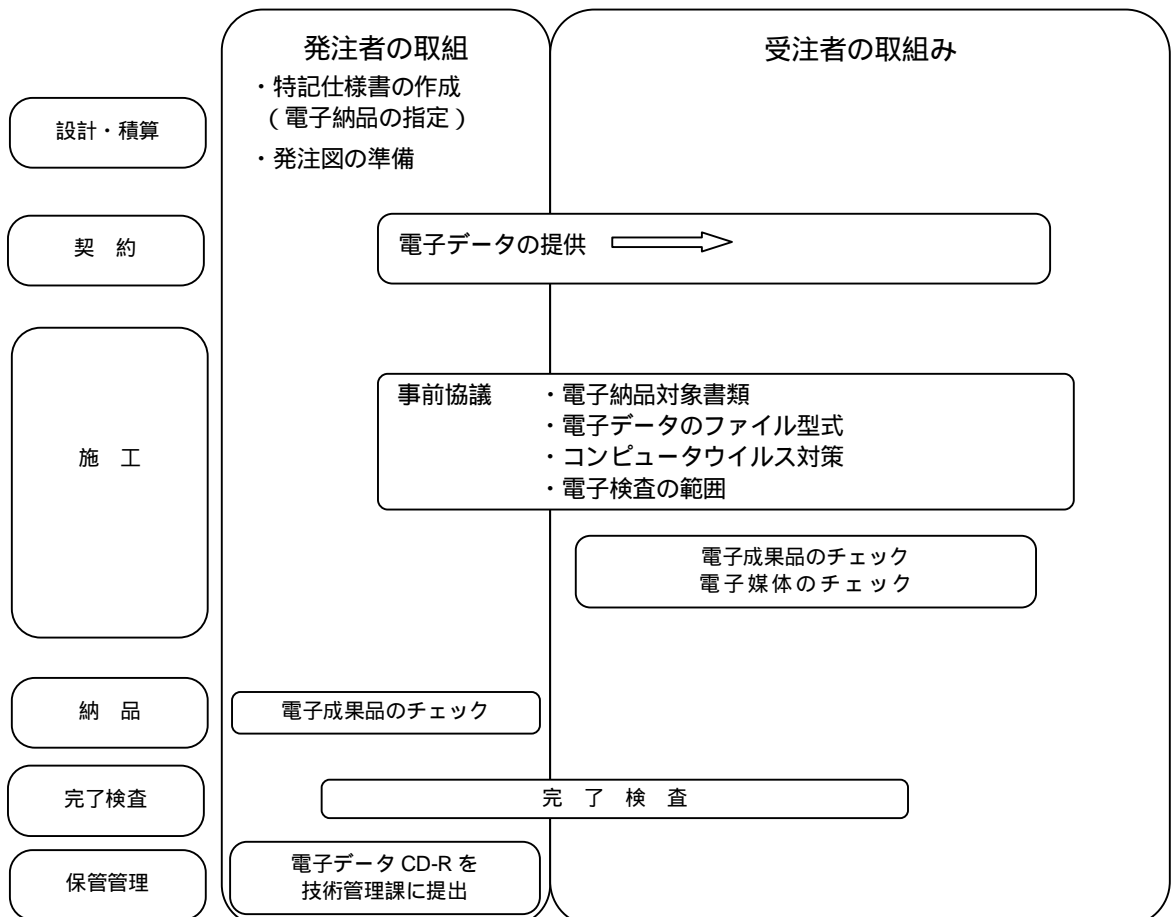 発注者の取組
受注者の取組み
設計・積算
・特記仕様書の作成
(電子納品の指定)
・発注図の準備
契 約
電子データの提供
施 工
事前協議 ・電子納品対象書類
・電子データのファイル型式
・コンピュータウイルス対策
・電子検査の範囲
電子成果品のチェック
電子媒体のチェック
納 品
電子成果品のチェック
完了検査
完 了 検 査
保管管理
電子データ CD-R を
技術管理課に提出